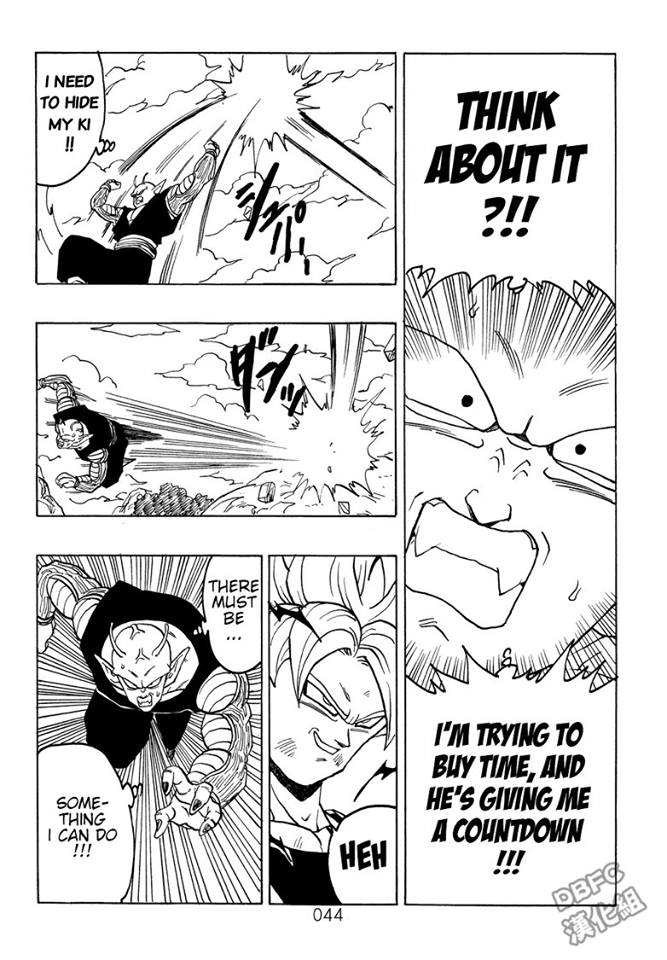 THINK
ABOUT IT
?!!
I'M TRYING TO
BUY TIME, AND
HE'S GIVING ME
A COUNTDOWN
!!!
I NEED
TO HIDE
MY KI
!!
THERE
MUST
BE
...
SOME-
THING
I CAN DO
!!!
HEH
044
DBFC
漢化組